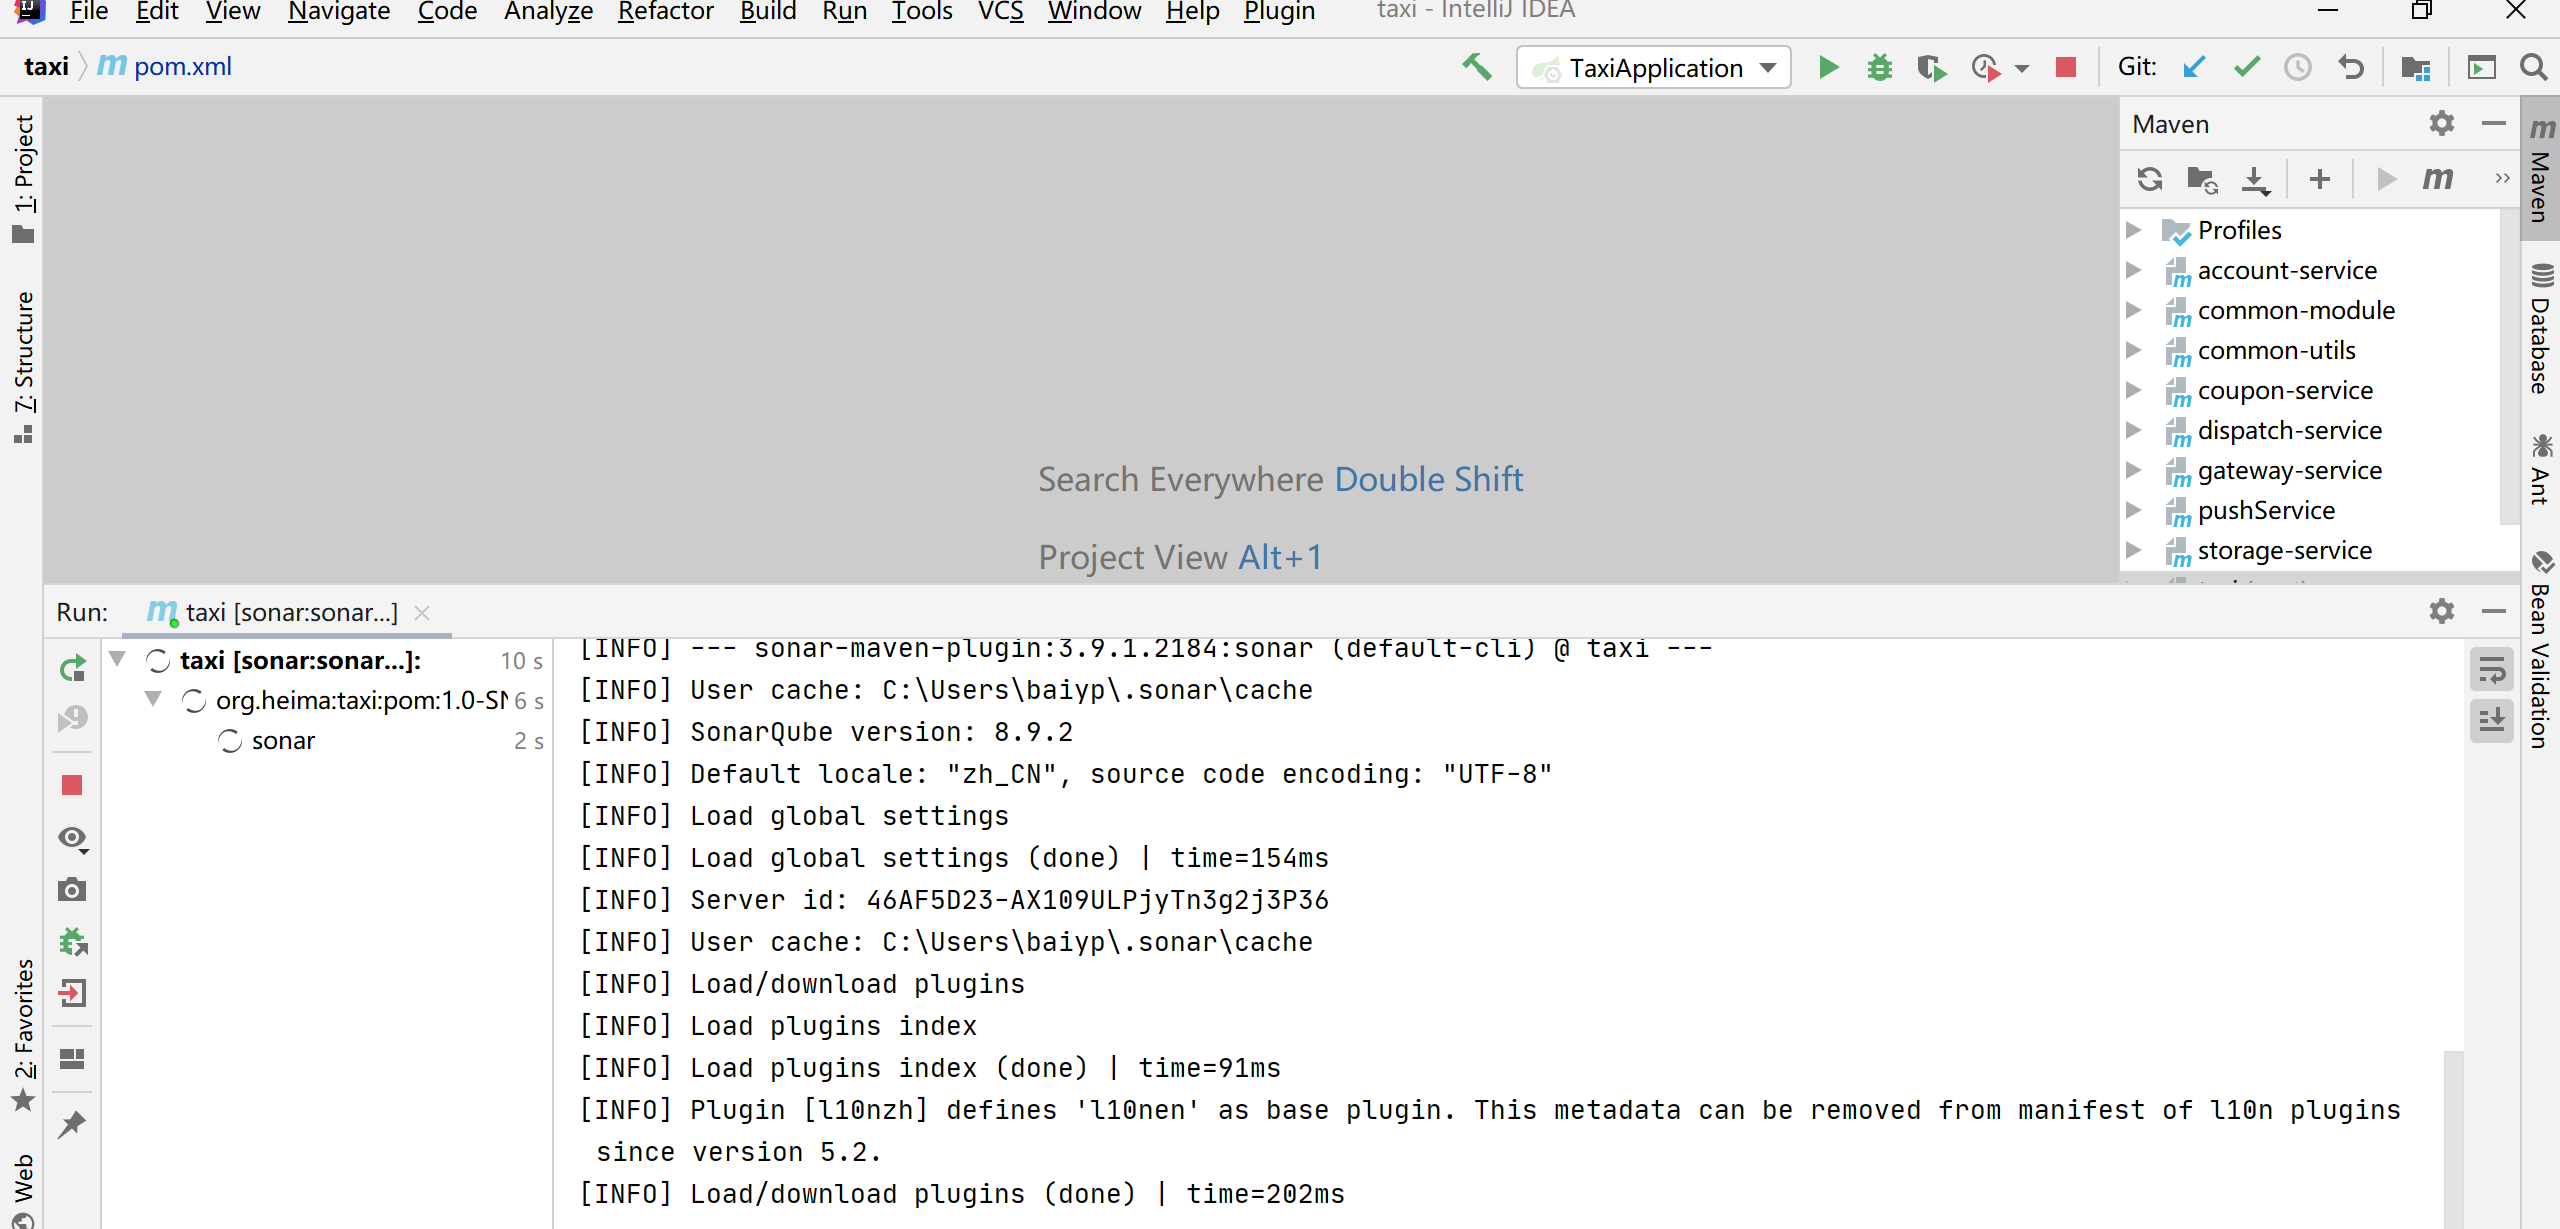 File Edit View Navigate Code Analyze Refactor Build Run Tools VCS Window Help Plugin taxi - IntelliJ IDEA
taxi pom.xml TaxiApplication Git:
1: Project
7: Structure
2: Favorites
Web
Search Everywhere Double Shift
Project View Alt+1
Maven
Profiles
account-service
common-module
common-utils
coupon-service
dispatch-service
gateway-service
pushService
storage-service
Maven
Database
Ant
Bean Validation
Run: taxi [sonar:sonar...]
taxi [sonar:sonar...]: 10 s
org.heima:taxi:pom:1.0-SN 6 s
sonar 2 s
[INFO] --- sonar-maven-plugin:3.9.1.2184:sonar (default-cli) @ taxi ---
[INFO] User cache: C:\Users\baiyp\.sonar\cache
[INFO] SonarQube version: 8.9.2
[INFO] Default locale: "zh_CN", source code encoding: "UTF-8"
[INFO] Load global settings
[INFO] Load global settings (done) | time=154ms
[INFO] Server id: 46AF5D23-AX109ULPjyTn3g2j3P36
[INFO] User cache: C:\Users\baiyp\.sonar\cache
[INFO] Load/download plugins
[INFO] Load plugins index
[INFO] Load plugins index (done) | time=91ms
[INFO] Plugin [l10nzh] defines 'l10nen' as base plugin. This metadata can be removed from manifest of l10n plugins
since version 5.2.
[INFO] Load/download plugins (done) | time=202ms